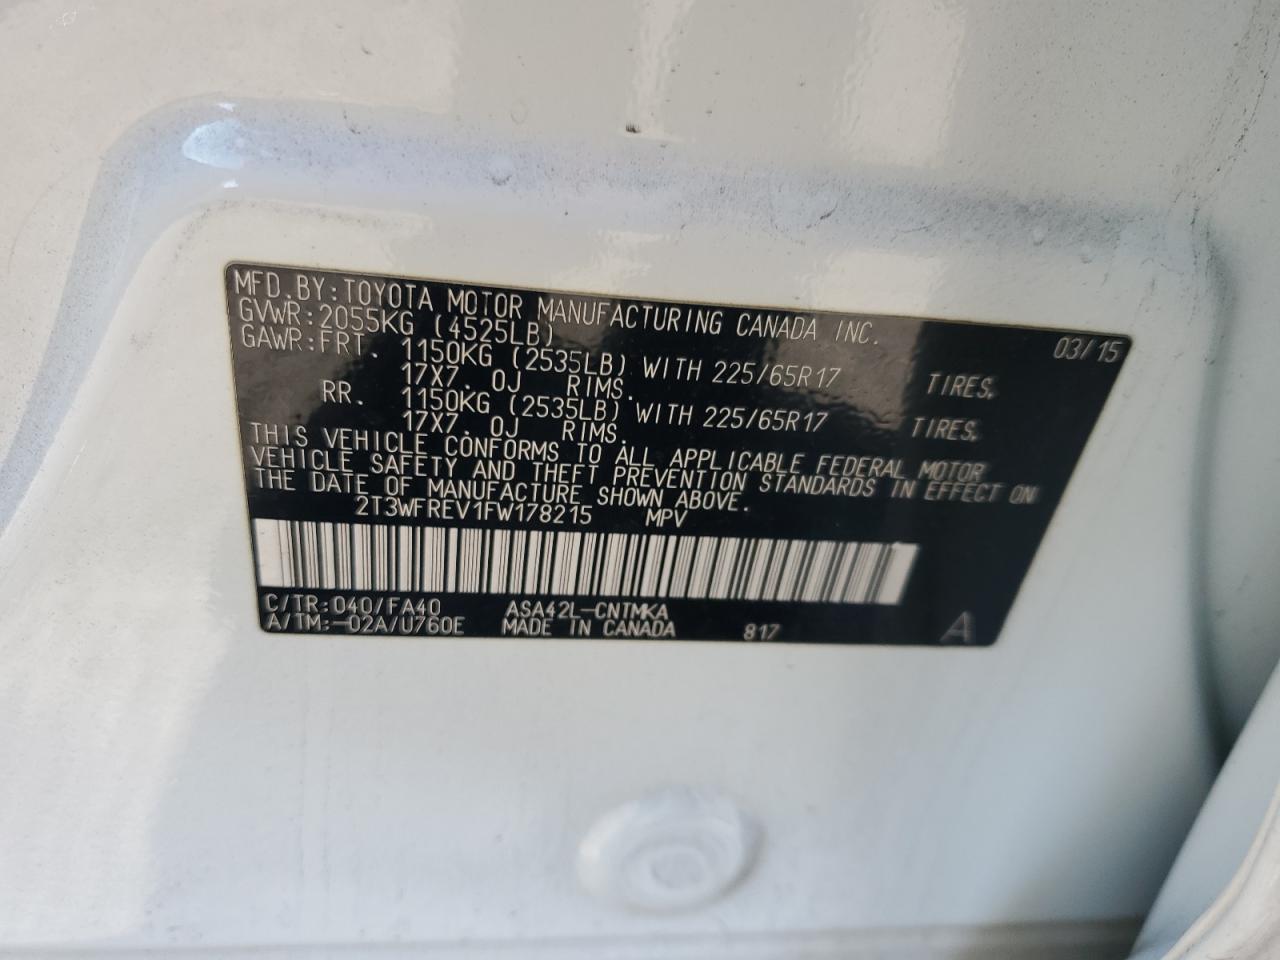 MFD.BY:TOYOTA MOTOR MANUFACTURING CANADA INC. 03/15
GVWR:2055KG (4525LB)
GAWR:FRT. 1150KG (2535LB) WITH 225/65R17 TIRES,
17X7. 0J RIMS.
RR. 1150KG (2535LB) WITH 225/65R17 TIRES,
17X7. 0J RIMS.
THIS VEHICLE CONFORMS TO ALL APPLICABLE FEDERAL MOTOR
VEHICLE SAFETY AND THEFT PREVENTION STANDARDS IN EFFECT ON
THE DATE OF MANUFACTURE SHOWN ABOVE.
2T3WFREV1FW178215 MPV
C/TR:040/FA40 ASA42L-CNTMKA
A/TM:-02A/U760E MADE IN CANADA 817 A